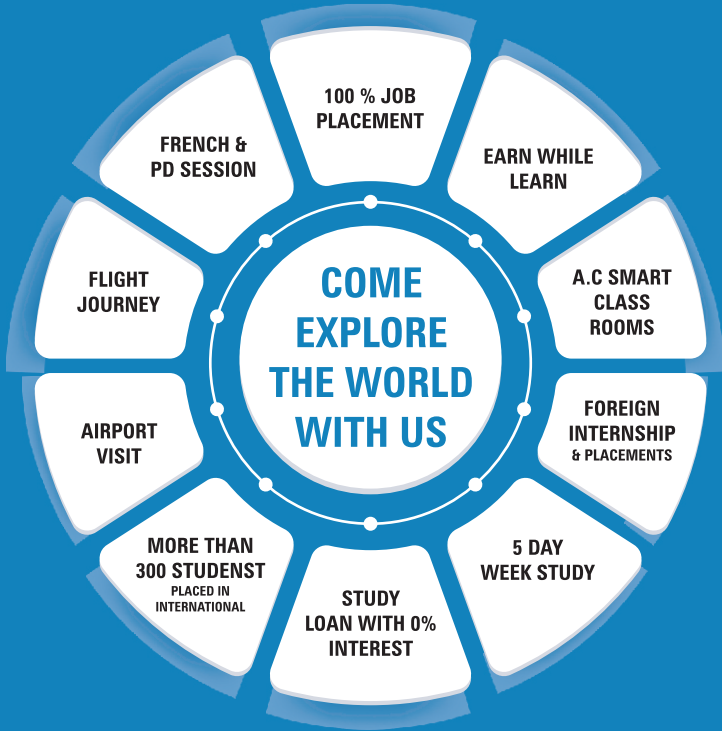 100 % JOB
PLACEMENT
EARN WHILE
LEARN
A.C SMART
CLASS
ROOMS
FOREIGN
INTERNSHIP
& PLACEMENTS
5 DAY
WEEK STUDY
STUDY
LOAN WITH 0%
INTEREST
MORE THAN
300 STUDENST
PLACED IN
INTERNATIONAL
AIRPORT
VISIT
FLIGHT
JOURNEY
FRENCH &
PD SESSION
COME
EXPLORE
THE WORLD
WITH US